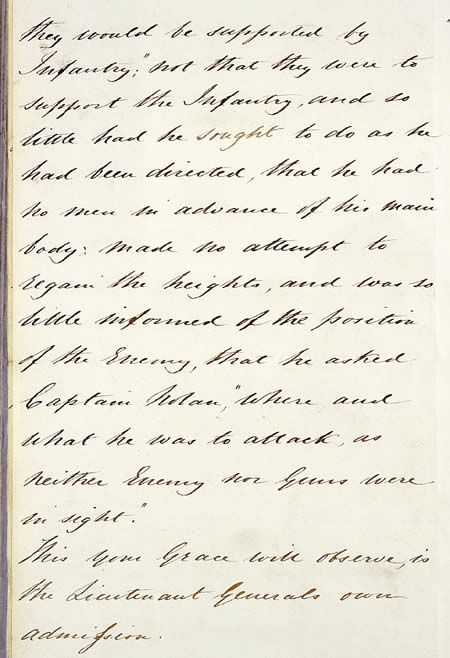 they would be supported by
Infantry;" not that they were to
support the Infantry, and so
little had he sought to do as he
had been directed, that he had
no men in advance of his main
body: made no attempt to
regain the heights, and was so
little informed of the position
of the Enemy, that he asked
Captain Nolan, "where and
what he was to attack, as
neither Enemy nor Guns were
in sight".
This your Grace will observe, is
the Lieutenant Generals own
admission.